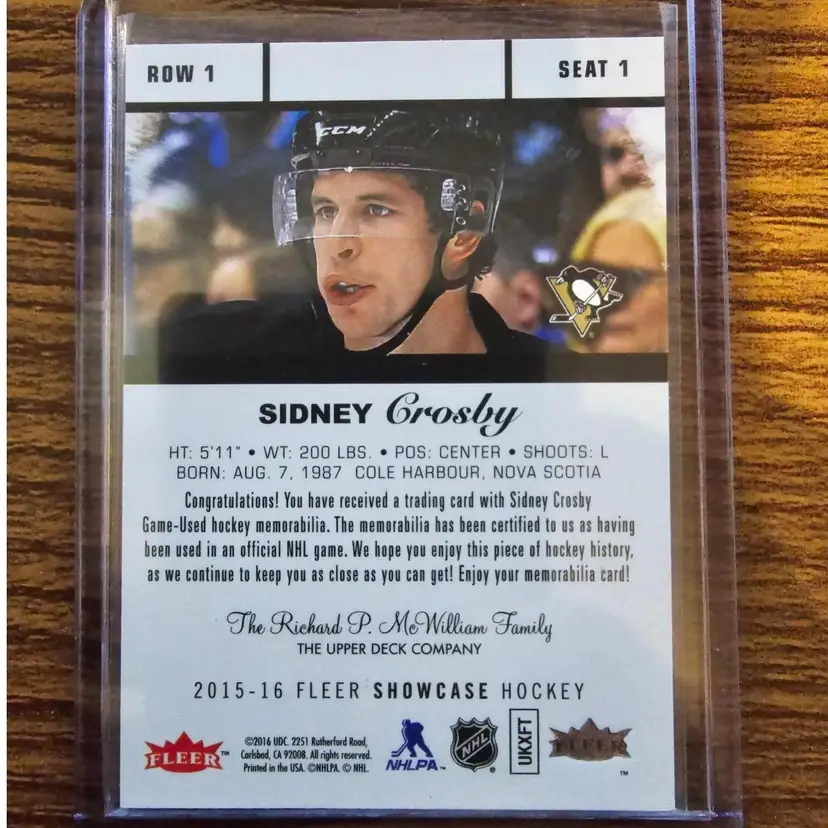 ROW 1
SEAT 1
CCM
SIDNEY Crosby
HT: 5'11" • WT: 200 LBS. • POS: CENTER • SHOOTS: L
BORN: AUG. 7, 1987 COLE HARBOUR, NOVA SCOTIA
Congratulations! You have received a trading card with Sidney Crosby
Game-Used hockey memorabilia. The memorabilia has been certified to us as having
been used in an official NHL game. We hope you enjoy this piece of hockey history,
as we continue to keep you as close as you can get! Enjoy your memorabilia card!
The Richard P. McWilliam Family
THE UPPER DECK COMPANY
2015-16 FLEER SHOWCASE HOCKEY
FLEER™
©2016 UDC. 2251 Rutherford Road,
Carlsbad, CA 92008. All rights reserved.
Printed in the USA. ©NHLPA. © NHL.
NHLPA™
NHL®
UKXFT
FLEER
™